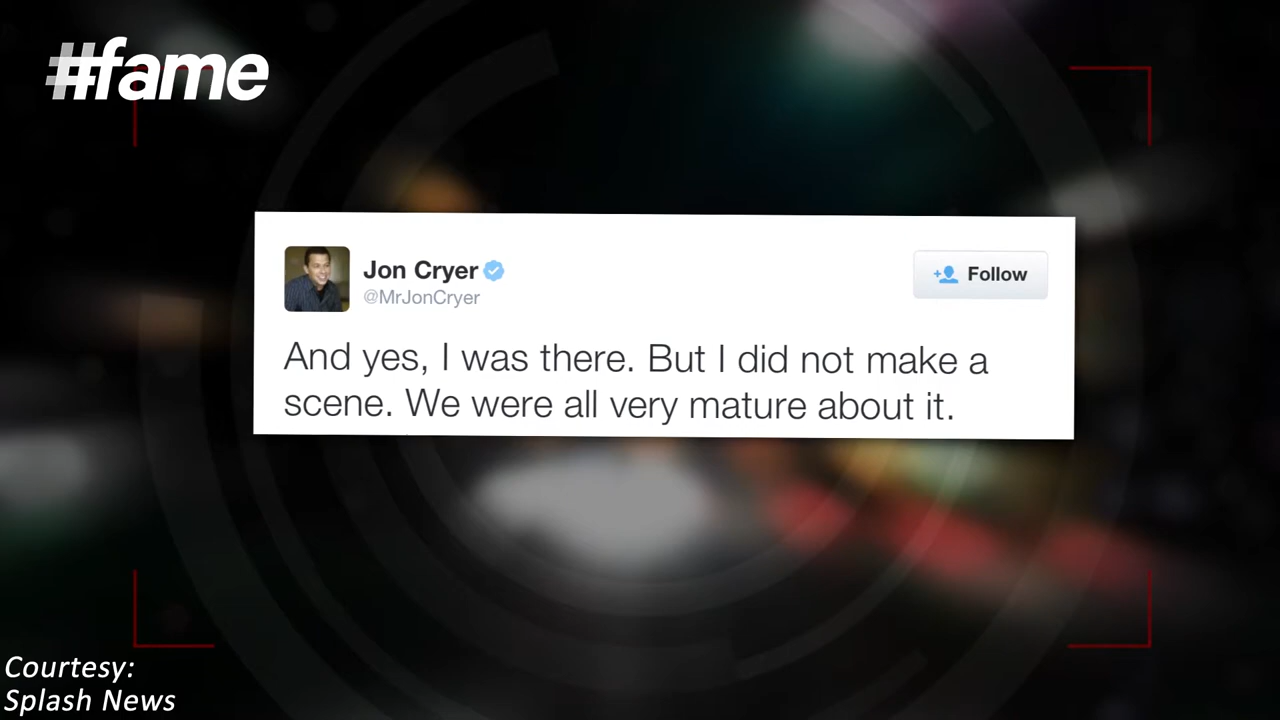 #fame
Jon Cryer
@MrJonCryer
Follow
And yes, I was there. But I did not make a
scene. We were all very mature about it.
Courtesy:
Splash News